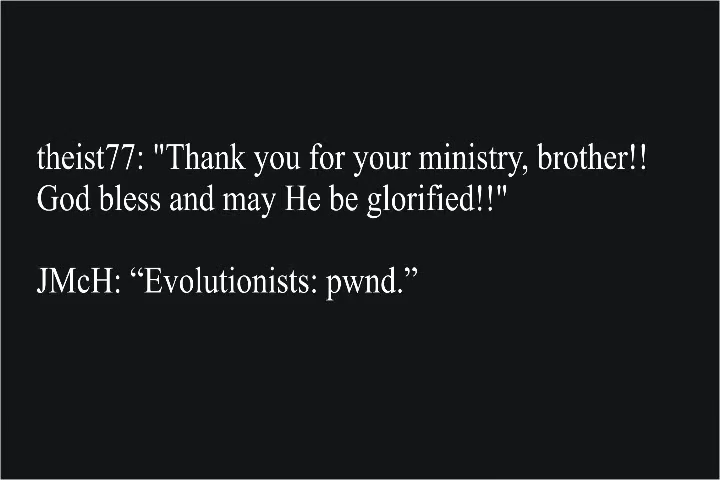 theist77: "Thank you for your ministry, brother!!
God bless and may He be glorified!!"
JMcH: “Evolutionists: pwnd.”